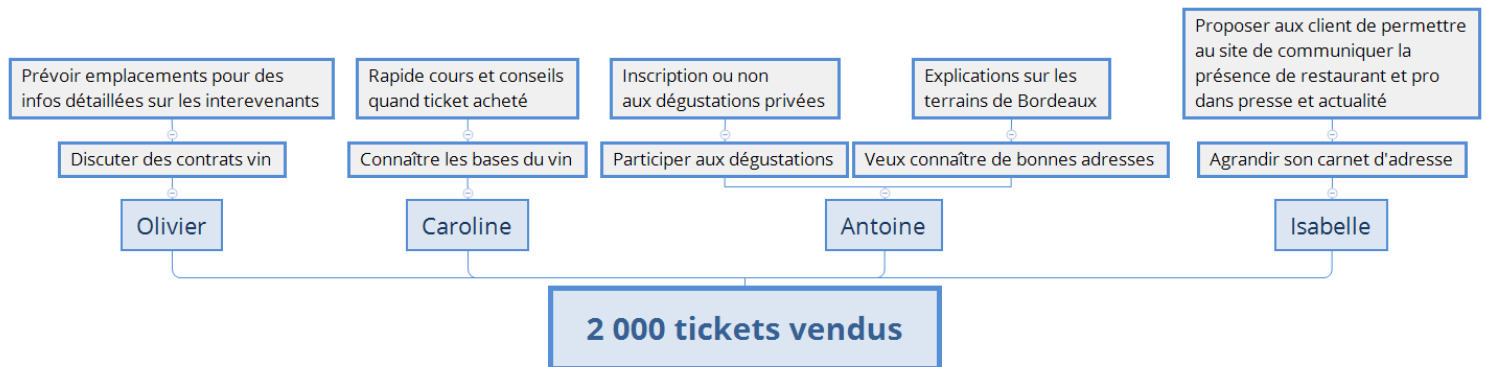 Prévoir emplacements pour des
infos détaillées sur les interevenants
Rapide cours et conseils
quand ticket acheté
Inscription ou non
aux dégustations privées
Explications sur les
terrains de Bordeaux
Proposer aux client de permettre
au site de communiquer la
présence de restaurant et pro
dans presse et actualité
Discuter des contrats vin
Connaître les bases du vin
Participer aux dégustations
Veux connaître de bonnes adresses
Agrandir son carnet d'adresse
Olivier
Caroline
Antoine
Isabelle
2 000 tickets vendus